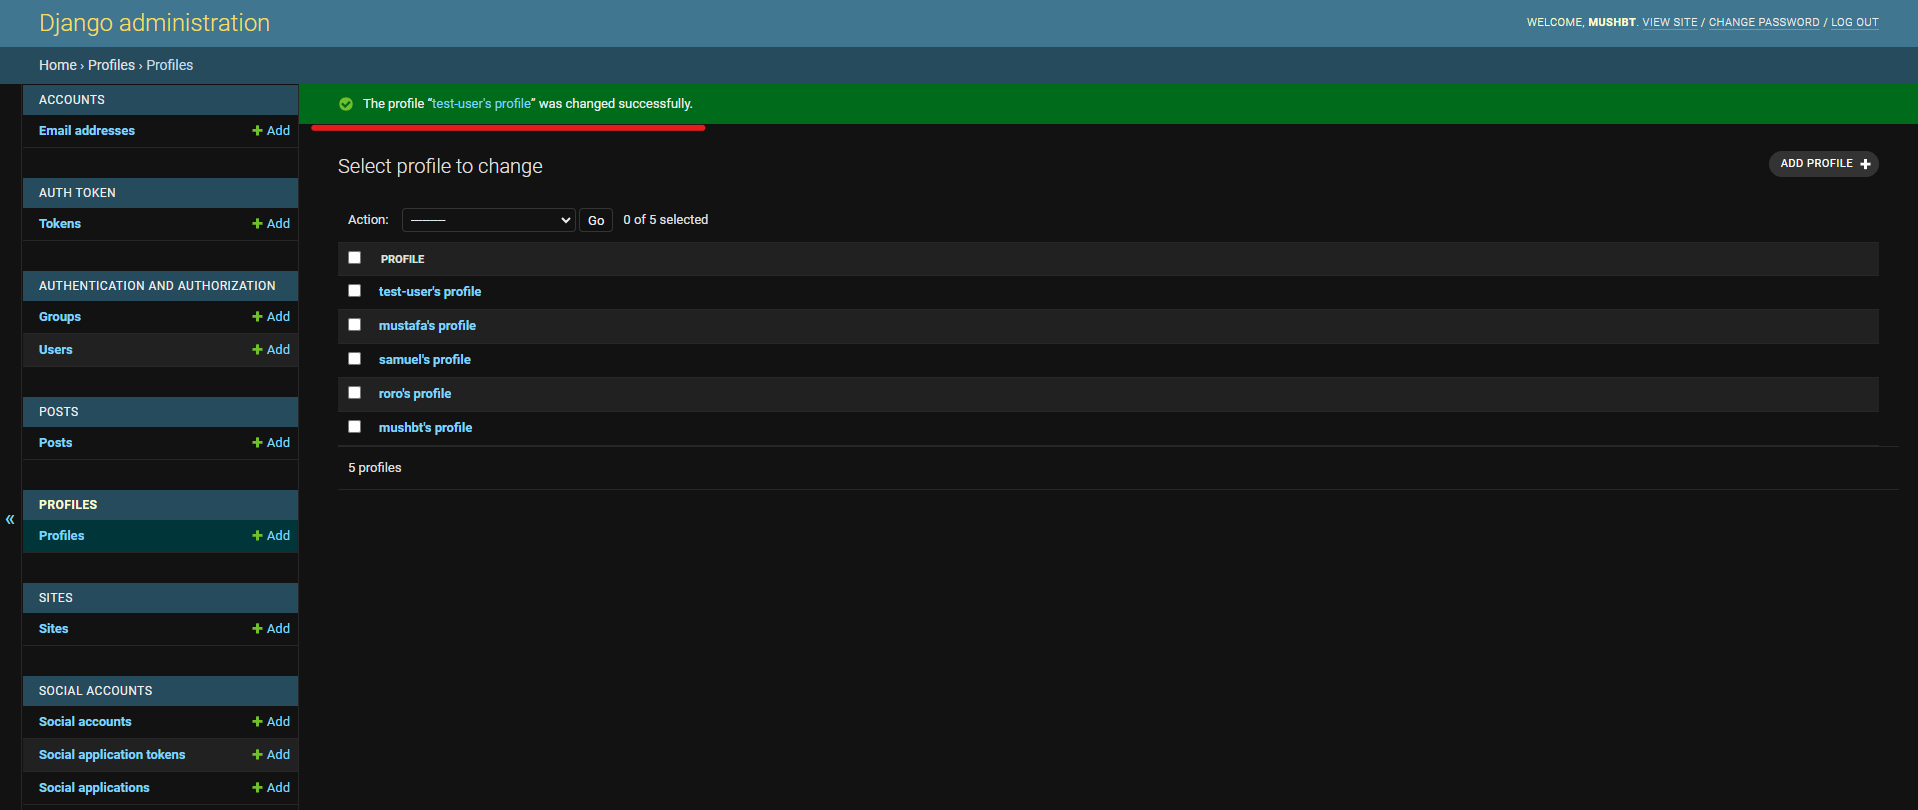 Django administration
WELCOME, MUSHBT. VIEW SITE / CHANGE PASSWORD / LOG OUT
Home › Profiles › Profiles
ACCOUNTS
Email addresses + Add
AUTH TOKEN
Tokens + Add
AUTHENTICATION AND AUTHORIZATION
Groups + Add
Users + Add
POSTS
Posts + Add
PROFILES
Profiles + Add
SITES
Sites + Add
SOCIAL ACCOUNTS
Social accounts + Add
Social application tokens + Add
Social applications + Add
«
The profile “test-user's profile” was changed successfully.
Select profile to change
ADD PROFILE +
Action: --------- Go 0 of 5 selected
PROFILE
test-user's profile
mustafa's profile
samuel's profile
roro's profile
mushbt's profile
5 profiles